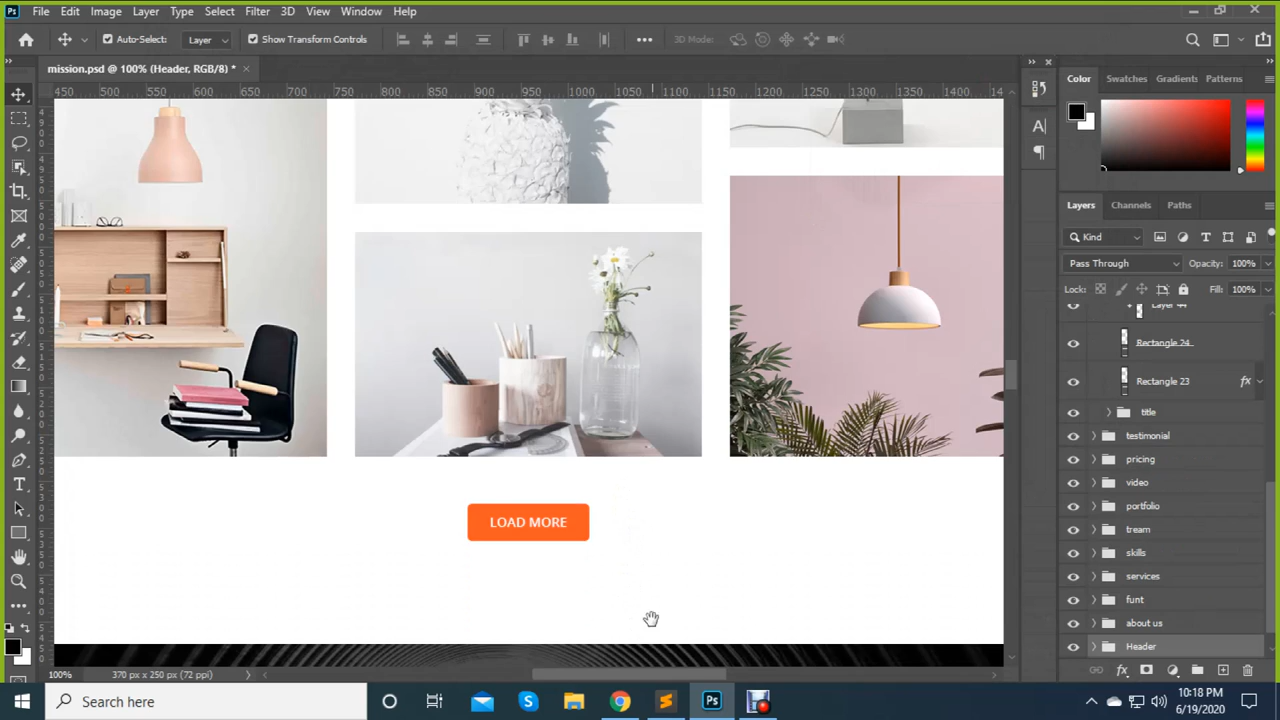 Ps File Edit Image Layer Type Select Filter 3D View Window Help
Auto-Select: Layer Show Transform Controls 3D Mode:
mission.psd @ 100% (Header, RGB/8) *
450 500 550 600 650 700 750 800 850 900 950 1000 1050 1100 1150 1200 1250 1300 1350 1400
Color Swatches Gradients Patterns
Layers Channels Paths
Kind
Pass Through Opacity: 100%
Lock: Fill: 100%
Layer 44
Rectangle 24
Rectangle 23 fx
title
testimonial
pricing
video
portfolio
tream
skills
services
funt
about us
Header
LOAD MORE
100% 370 px x 250 px (72 ppi)
Search here
10:18 PM
6/19/2020